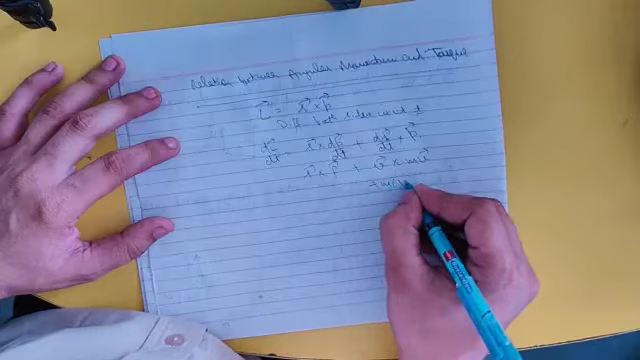 Relation between Angular Momentum and Torque
L⃗ = r⃗ × p⃗
Diff both sides w.r.t t
dL⃗/dt = r⃗ × dp⃗/dt + dr⃗/dt × p⃗
r⃗ × F⃗ + v⃗ × mv⃗